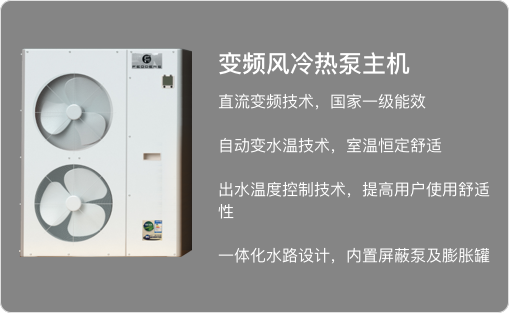 变频风冷热泵主机
直流变频技术，国家一级能效
自动变水温技术，室温恒定舒适
出水温度控制技术，提高用户使用舒适
性
一体化水路设计，内置屏蔽泵及膨胀罐